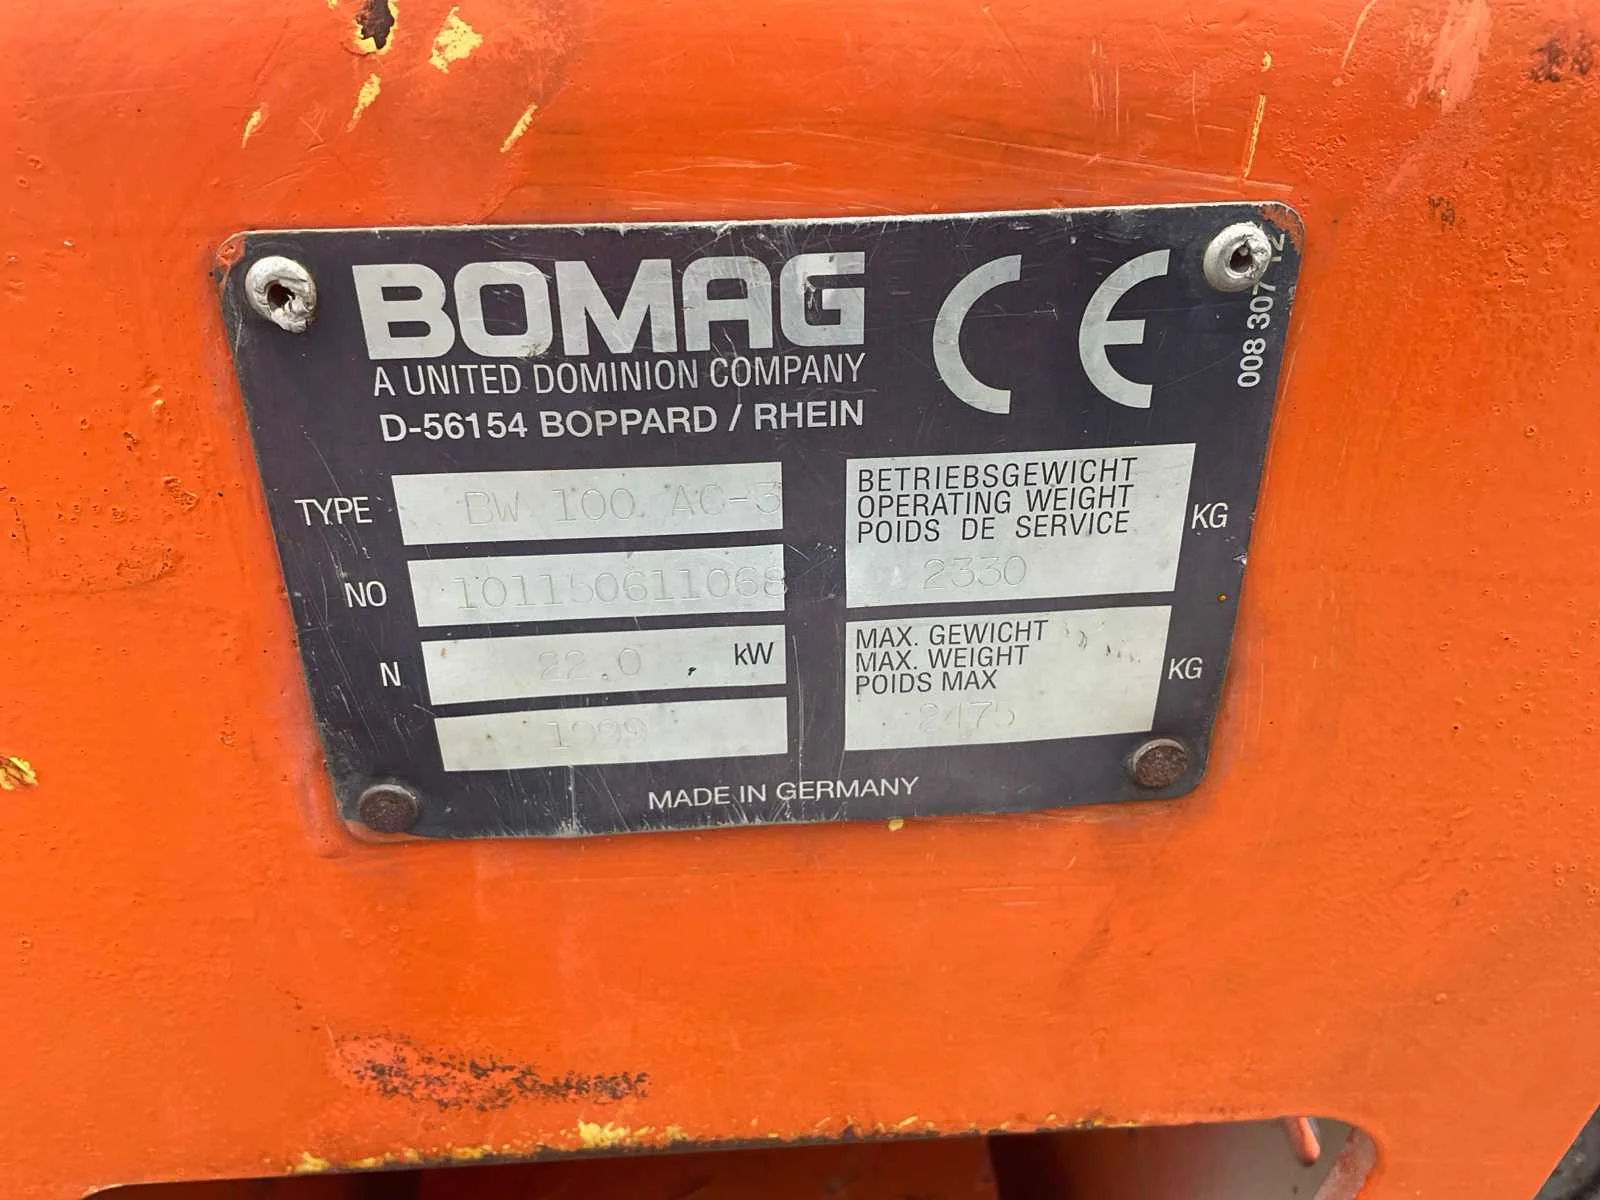 BOMAG
A UNITED DOMINION COMPANY
D-56154 BOPPARD / RHEIN
CE
008 307 12
TYPE BW 100 AC-3
NO 101150611068
N 22.0 kW
1999
BETRIEBSGEWICHT
OPERATING WEIGHT
POIDS DE SERVICE
2330 KG
MAX. GEWICHT
MAX. WEIGHT
POIDS MAX
2475 KG
MADE IN GERMANY